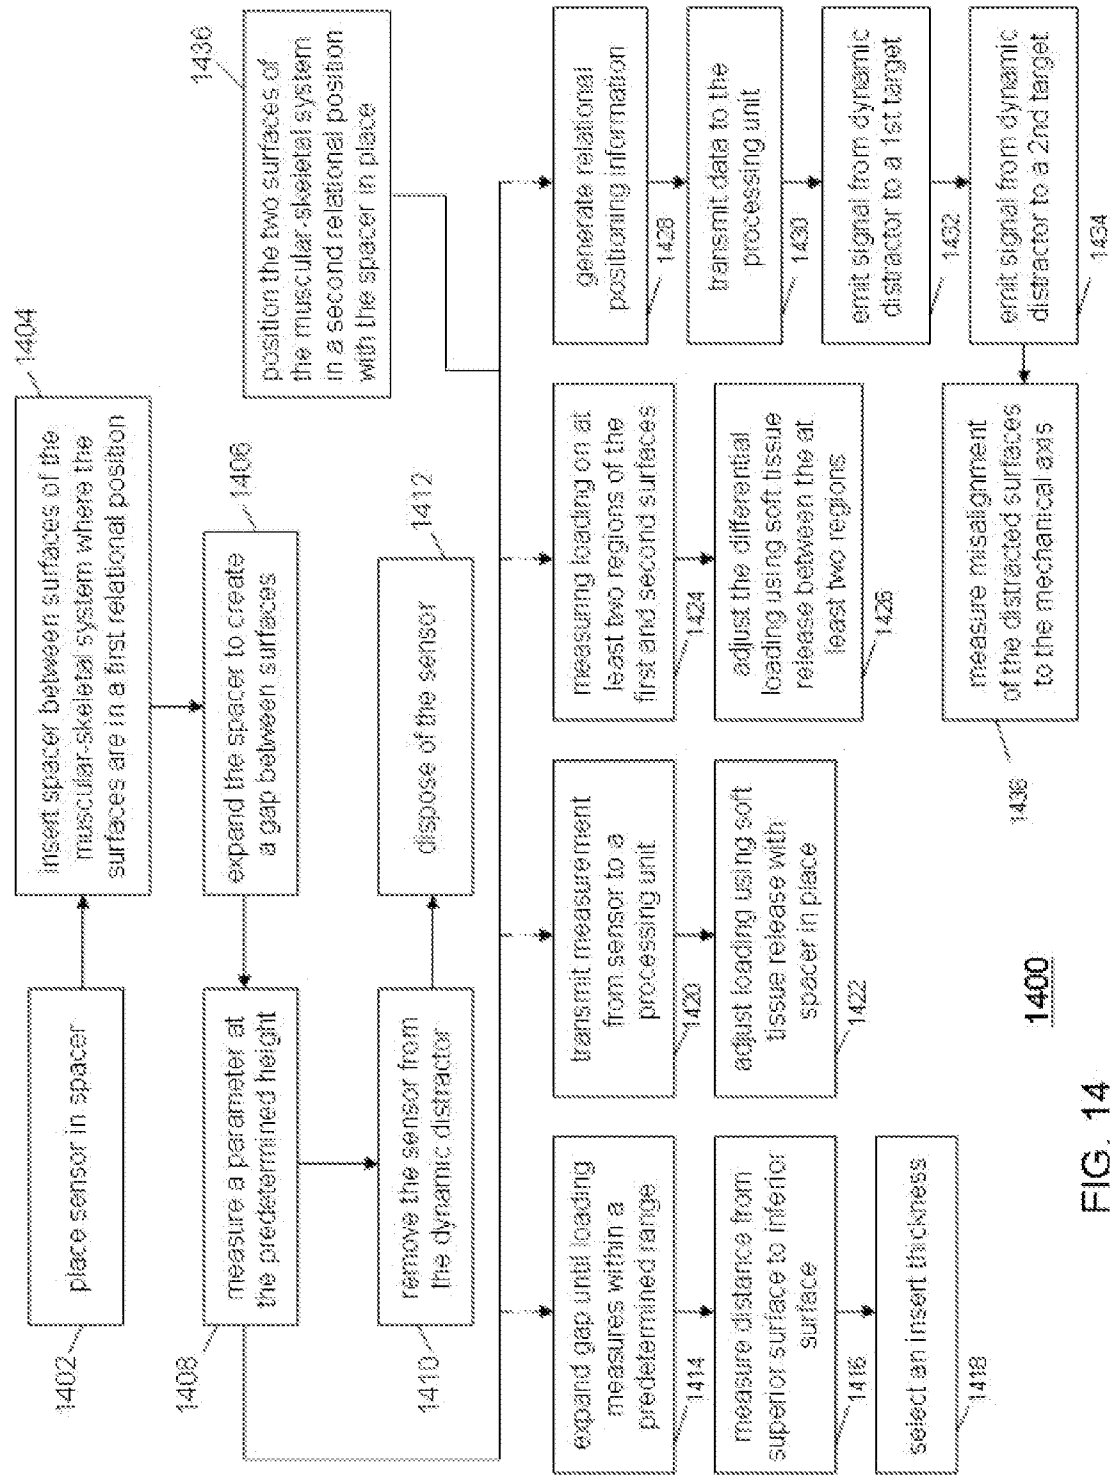 place sensor in spacer
1402
insert spacer between surfaces of the
muscular-skeletal system where the
surfaces are in a first relational position
1404
measure a parameter at
the predetermined height
1408
expand the spacer to create
a gap between surfaces
1406
position the two surfaces of
the muscular-skeletal system
in a second relational position
with the spacer in place
remove the sensor from
the dynamic distractor
1410
dispose of the sensor
1412
expand gap until loading
measures within a
predetermined range
1414
measure distance from
superior surface to inferior
surface
1416
select an insert thickness
1418
transmit measurement
from sensor to a
processing unit
1420
adjust loading using soft
tissue release with
spacer in place
1422
measuring loading on at
least two regions of the
first and second surfaces
1424
adjust the differential
loading using soft tissue
release between the at
least two regions
1426
generate relational
positioning information
1428
transmit data to the
processing unit
1430
emit signal from dynamic
distractor to a 1st target
1432
emit signal from dynamic
distractor to a 2nd target
1434
measure misalignment
of the distracted surfaces
to the mechanical axis
1436
1400
FIG. 14